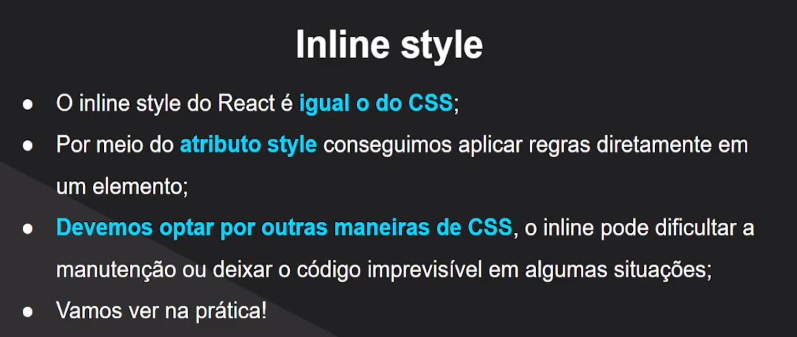 Inline style
● O inline style do React é igual o do CSS;
● Por meio do atributo style conseguimos aplicar regras diretamente em
um elemento;
● Devemos optar por outras maneiras de CSS, o inline pode dificultar a
manutenção ou deixar o código imprevisível em algumas situações;
● Vamos ver na prática!